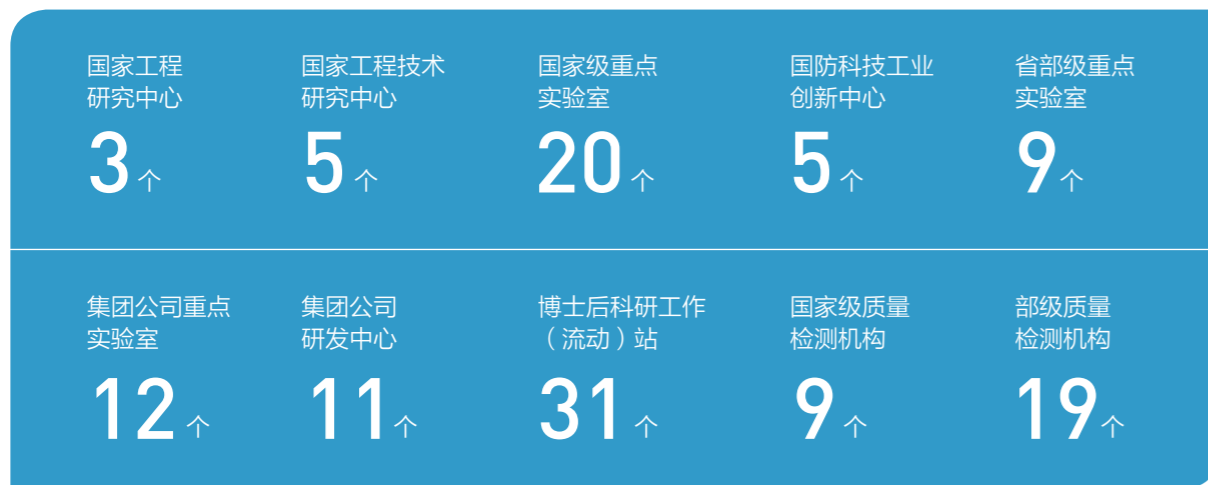 国家工程
研究中心
3个
国家工程技术
研究中心
5个
国家级重点
实验室
20个
国防科技工业
创新中心
5个
省部级重点
实验室
9个
集团公司重点
实验室
12个
集团公司
研发中心
11个
博士后科研工作
（流动）站
31个
国家级质量
检测机构
9个
部级质量
检测机构
19个